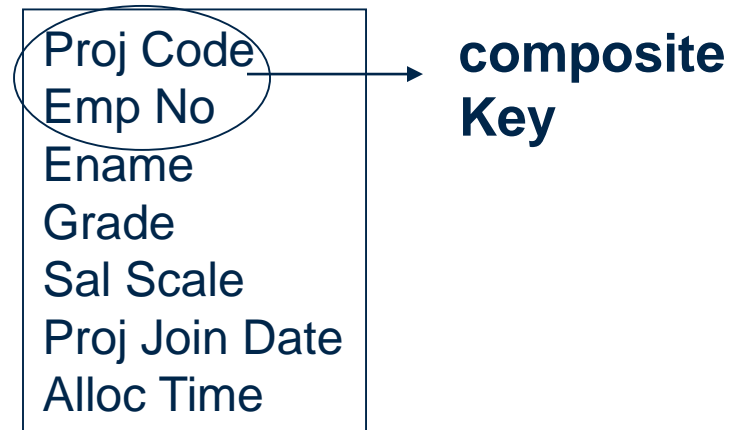 Proj Code
Emp No
Ename
Grade
Sal Scale
Proj Join Date
Alloc Time
composite
Key